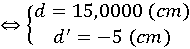 ⇔ { d = 15,0000 (cm)
d' = −5 (cm)